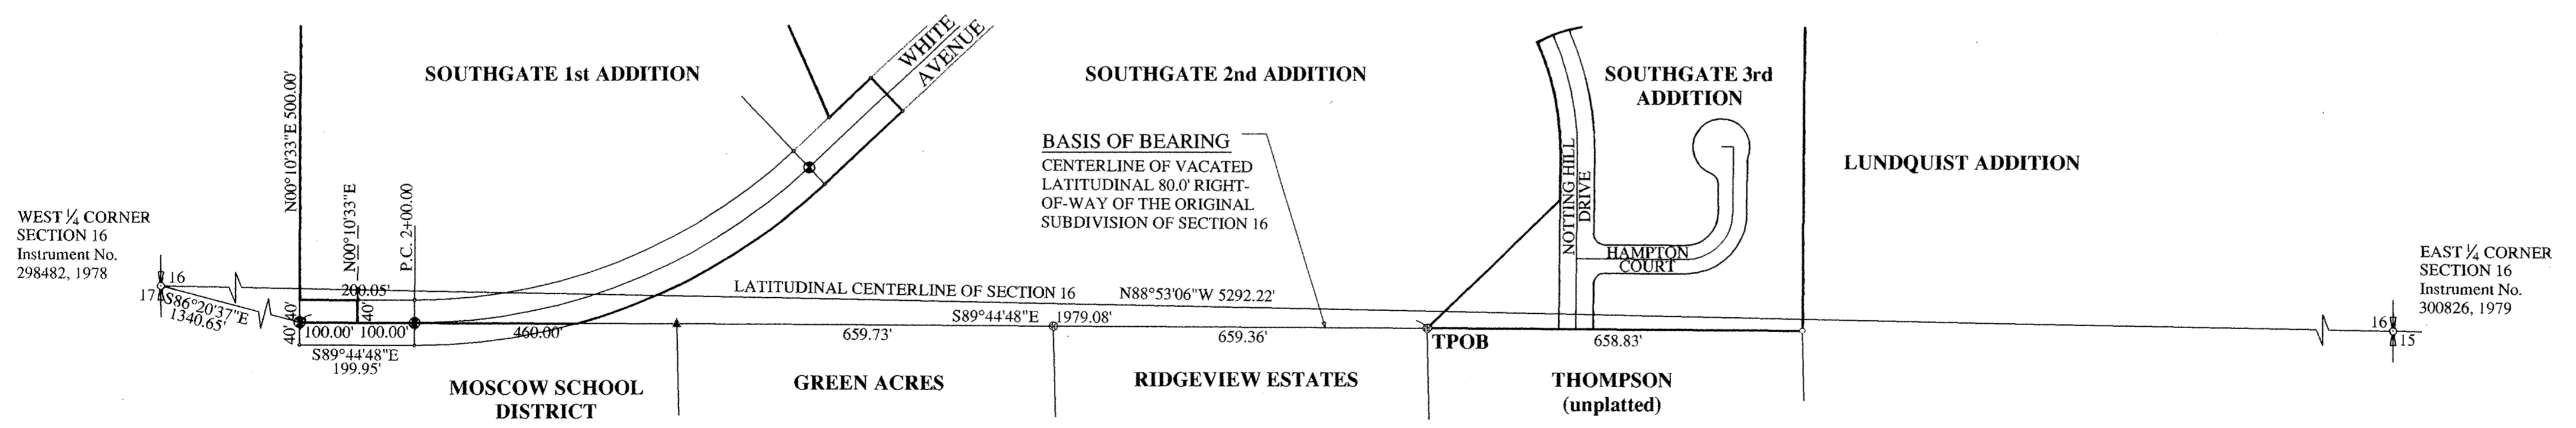 WHITE
AVENUE
SOUTHGATE 1st ADDITION
SOUTHGATE 2nd ADDITION
SOUTHGATE 3rd
ADDITION
N00°10'33"E 500.00'
BASIS OF BEARING
CENTERLINE OF VACATED
LATITUDINAL 80.0' RIGHT-
OF-WAY OF THE ORIGINAL
SUBDIVISION OF SECTION 16
NOTTING HILL
DRIVE
LUNDQUIST ADDITION
WEST ¼ CORNER
SECTION 16
Instrument No.
298482, 1978
N00°10'33"E
P.C. 2+00.00
HAMPTON
COURT
EAST ¼ CORNER
SECTION 16
Instrument No.
300826, 1979
16
17
S86°20'37"E
1340.65'
200.05'
40'
40'
40'
LATITUDINAL CENTERLINE OF SECTION 16
N88°53'06"W 5292.22'
S89°44'48"E
1979.08'
16
15
100.00'
100.00'
460.00'
659.73'
659.36'
TPOB
658.83'
S89°44'48"E
199.95'
MOSCOW SCHOOL
DISTRICT
GREEN ACRES
RIDGEVIEW ESTATES
THOMPSON
(unplatted)